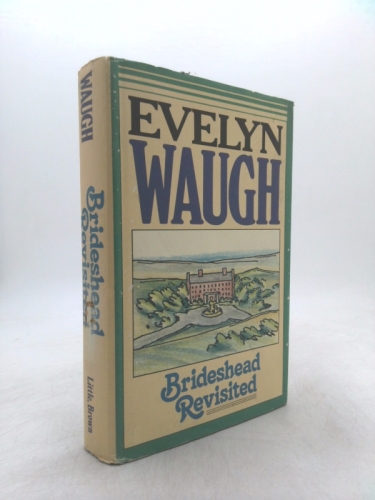 WAUGH
Brideshead
Revisited
Little, Brown
EVELYN
WAUGH
Brideshead
Revisited